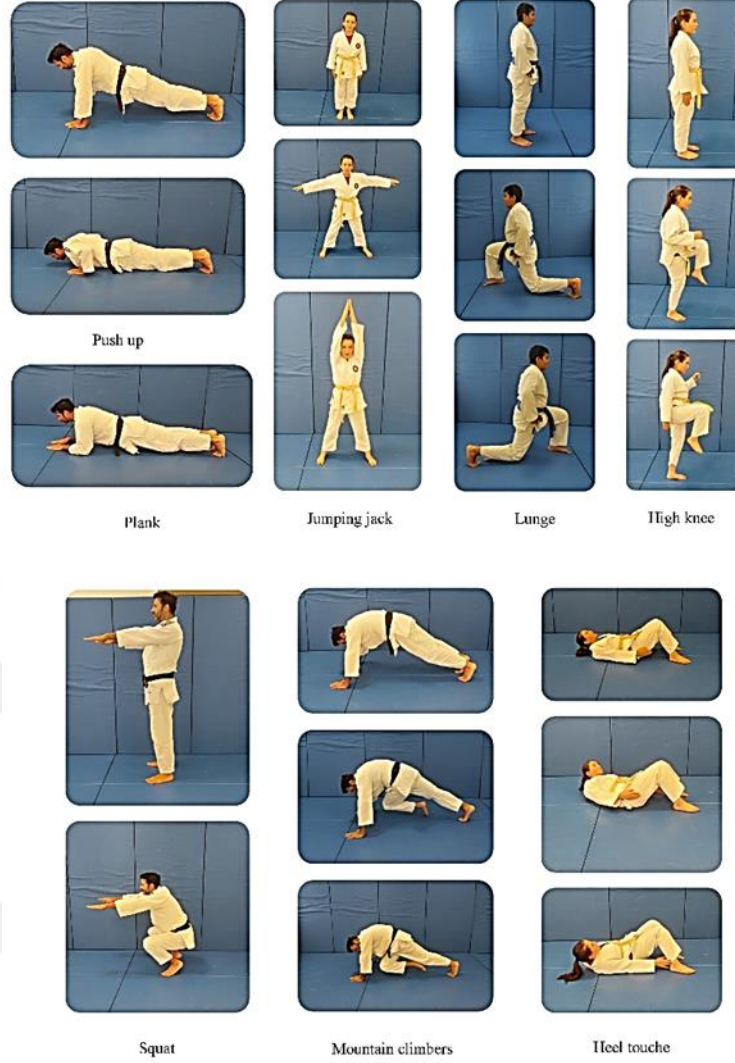 Push up
Plank
Jumping jack
Lunge
High knee
Squat
Mountain climbers
Heel touche